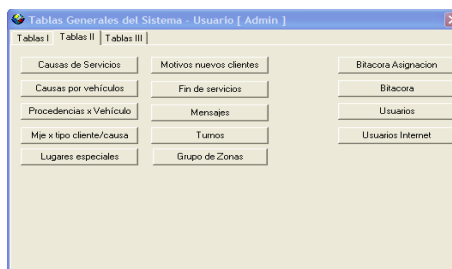 Tablas Generales del Sistema - Usuario [ Admin ]
Tablas I Tablas II Tablas III
Causas de Servicios Motivos nuevos clientes Bitacora Asignacion
Causas por vehículos Fin de servicios Bitacora
Procedencias x Vehículo Mensajes Usuarios
Mje x tipo cliente/causa Turnos Usuarios Internet
Lugares especiales Grupo de Zonas